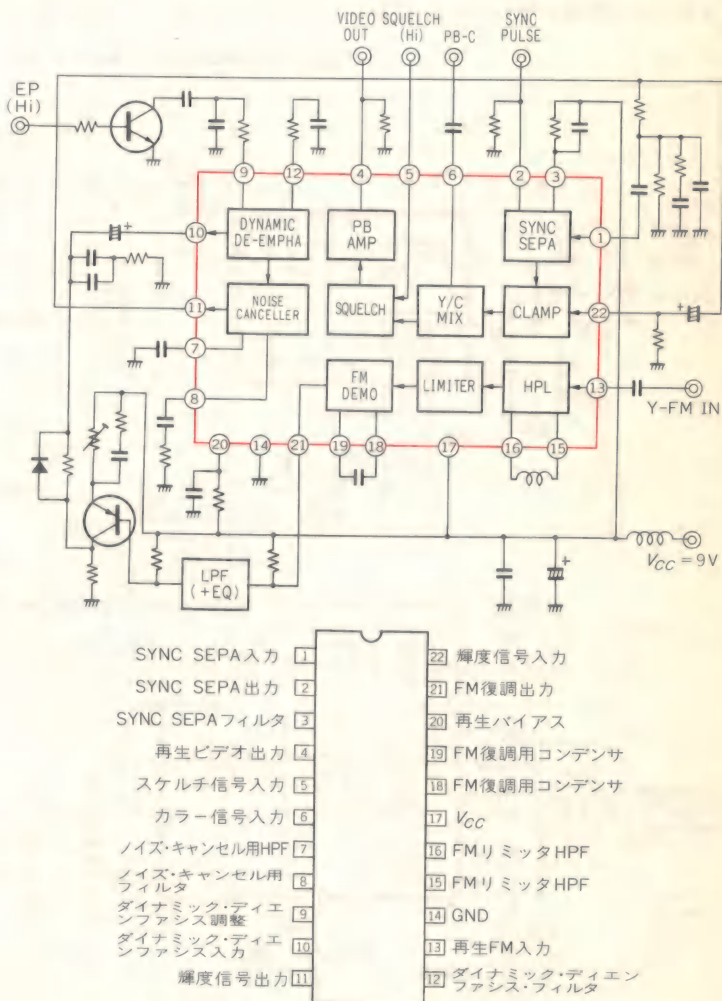 VIDEO SQUELCH SYNC
OUT (Hi) PB-C PULSE
EP
(Hi)
9 12 4 5 6 2 3
10
DYNAMIC
DE-EMPHA
PB
AMP
SYNC
SEPA
1
11
NOISE
CANCELLER
SQUELCH
Y/C
MIX
CLAMP
22
7
FM
DEMO
LIMITER
HPL
13
Y-FM IN
8
20 14 21 19 18 17 16 15
LPF
(+EQ)
VCC=9V
SYNC SEPA入力 1
SYNC SEPA出力 2
SYNC SEPAフィルタ 3
再生ビデオ出力 4
スケルチ信号入力 5
カラー信号入力 6
ノイズ・キャンセル用HPF 7
ノイズ・キャンセル用
フィルタ 8
ダイナミック・ディエ
ンファシス調整 9
ダイナミック・ディエ
ンファシス入力 10
輝度信号出力 11
22 輝度信号入力
21 FM復調出力
20 再生バイアス
19 FM復調用コンデンサ
18 FM復調用コンデンサ
17 VCC
16 FMリミッタHPF
15 FMリミッタHPF
14 GND
13 再生FM入力
12 ダイナミック・ディエン
ファシス・フィルタ